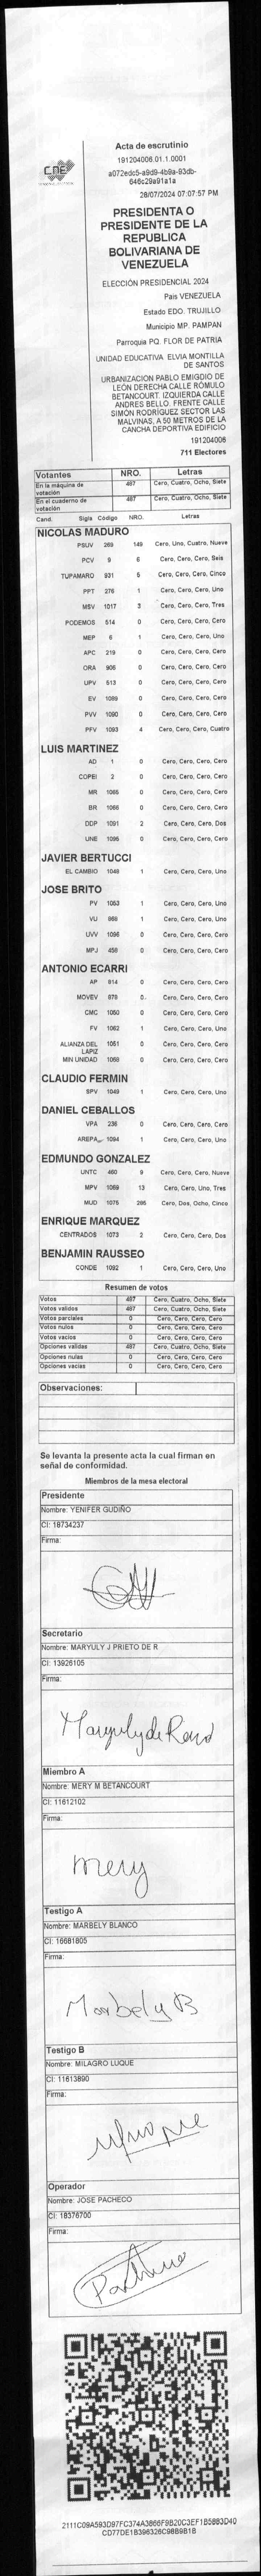 CNE
Acta de escrutinio
191204006.01.1.0001
a072edc5-a9d9-4b9a-93db-
646c29a91a1a
28/07/2024 07:07:57 PM
PRESIDENTA O
PRESIDENTE DE LA
REPUBLICA
BOLIVARIANA DE
VENEZUELA
ELECCIÓN PRESIDENCIAL 2024
Pais VENEZUELA
Estado EDO. TRUJILLO
Municipio MP. PAMPAN
Parroquia PQ. FLOR DE PATRIA
UNIDAD EDUCATIVA ELVIA MONTILLA
DE SANTOS
URBANIZACION PABLO EMIGDIO DE
LEÓN DERECHA CALLE RÓMULO
BETANCOURT. IZQUIERDA CALLE
ANDRES BELLO. FRENTE CALLE
SIMÓN RODRÍGUEZ SECTOR LAS
MALVINAS, A 50 METROS DE LA
CANCHA DEPORTIVA EDIFICIO
191204006
711 Electores
Votantes NRO. Letras
En la máquina de votación 487 Cero, Cuatro, Ocho, Siete
En el cuaderno de votación 487 Cero, Cuatro, Ocho, Siete
Cand. Sigla Código NRO. Letras
NICOLAS MADURO
PSUV 269 149 Cero, Uno, Cuatro, Nueve
PCV 9 6 Cero, Cero, Cero, Seis
TUPAMARO 931 5 Cero, Cero, Cero, Cinco
PPT 276 1 Cero, Cero, Cero, Uno
MSV 1017 3 Cero, Cero, Cero, Tres
PODEMOS 514 0 Cero, Cero, Cero, Cero
MEP 6 1 Cero, Cero, Cero, Uno
APC 219 0 Cero, Cero, Cero, Cero
ORA 906 0 Cero, Cero, Cero, Cero
UPV 513 0 Cero, Cero, Cero, Cero
EV 1089 0 Cero, Cero, Cero, Cero
PVV 1090 0 Cero, Cero, Cero, Cero
PFV 1093 4 Cero, Cero, Cero, Cuatro
LUIS MARTINEZ
AD 1 0 Cero, Cero, Cero, Cero
COPEI 2 0 Cero, Cero, Cero, Cero
MR 1065 0 Cero, Cero, Cero, Cero
BR 1066 0 Cero, Cero, Cero, Cero
DDP 1091 2 Cero, Cero, Cero, Dos
UNE 1095 0 Cero, Cero, Cero, Cero
JAVIER BERTUCCI
EL CAMBIO 1048 1 Cero, Cero, Cero, Uno
JOSE BRITO
PV 1053 1 Cero, Cero, Cero, Uno
VU 868 1 Cero, Cero, Cero, Uno
UVV 1096 0 Cero, Cero, Cero, Cero
MPJ 458 0 Cero, Cero, Cero, Cero
ANTONIO ECARRI
AP 814 0 Cero, Cero, Cero, Cero
MOVEV 879 0 Cero, Cero, Cero, Cero
CMC 1050 0 Cero, Cero, Cero, Cero
FV 1062 1 Cero, Cero, Cero, Uno
ALIANZA DEL LAPIZ 1051 0 Cero, Cero, Cero, Cero
MIN UNIDAD 1068 0 Cero, Cero, Cero, Cero
CLAUDIO FERMIN
SPV 1049 1 Cero, Cero, Cero, Uno
DANIEL CEBALLOS
VPA 236 0 Cero, Cero, Cero, Cero
AREPA 1094 1 Cero, Cero, Cero, Uno
EDMUNDO GONZALEZ
UNTC 460 9 Cero, Cero, Cero, Nueve
MPV 1069 13 Cero, Cero, Uno, Tres
MUD 1075 285 Cero, Dos, Ocho, Cinco
ENRIQUE MARQUEZ
CENTRADOS 1073 2 Cero, Cero, Cero, Dos
BENJAMIN RAUSSEO
CONDE 1092 1 Cero, Cero, Cero, Uno
Resumen de votos
Votos 487 Cero, Cuatro, Ocho, Siete
Votos validos 487 Cero, Cuatro, Ocho, Siete
Votos parciales 0 Cero, Cero, Cero, Cero
Votos nulos 0 Cero, Cero, Cero, Cero
Votos vacios 0 Cero, Cero, Cero, Cero
Opciones validas 487 Cero, Cuatro, Ocho, Siete
Opciones nulas 0 Cero, Cero, Cero, Cero
Opciones vacias 0 Cero, Cero, Cero, Cero
Observaciones:
Se levanta la presente acta la cual firman en
señal de conformidad.
Miembros de la mesa electoral
Presidente
Nombre: YENIFER GUDIÑO
CI: 18734237
Firma:
Secretario
Nombre: MARYULY J PRIETO DE R
CI: 13926105
Firma:
Miembro A
Nombre: MERY M BETANCOURT
CI: 11612102
Firma:
mery
Testigo A
Nombre: MARBELY BLANCO
CI: 16681805
Firma:
Marbely B
Testigo B
Nombre: MILAGRO LUQUE
CI: 11613890
Firma:
Operador
Nombre: JOSE PACHECO
CI: 18376700
Firma: